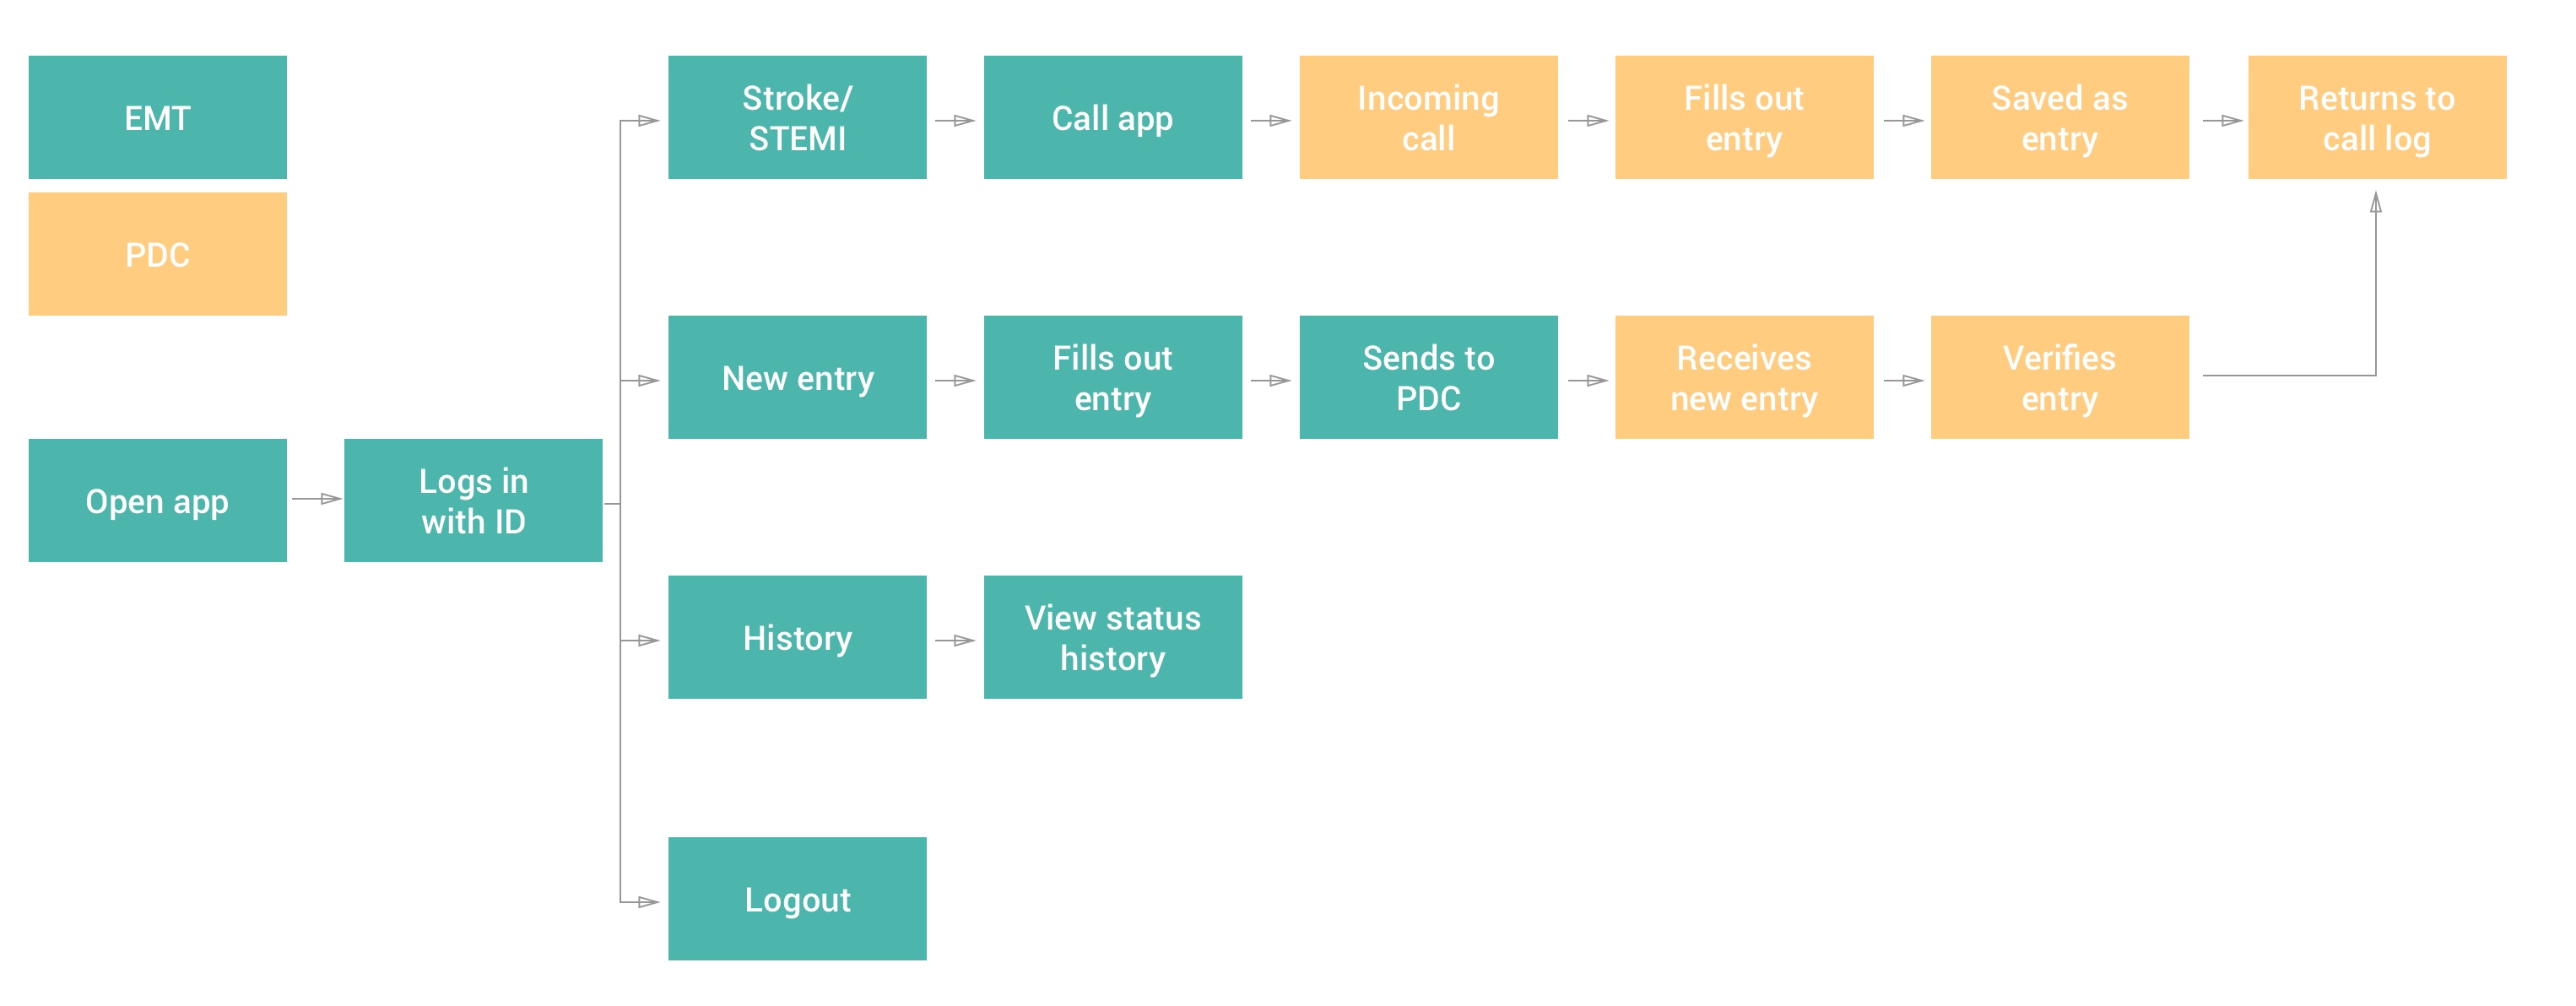 EMT
PDC
Open app
Logs in
with ID
Stroke/
STEMI
Call app
Incoming
call
Fills out
entry
Saved as
entry
Returns to
call log
New entry
Fills out
entry
Sends to
PDC
Receives
new entry
Verifies
entry
History
View status
history
Logout